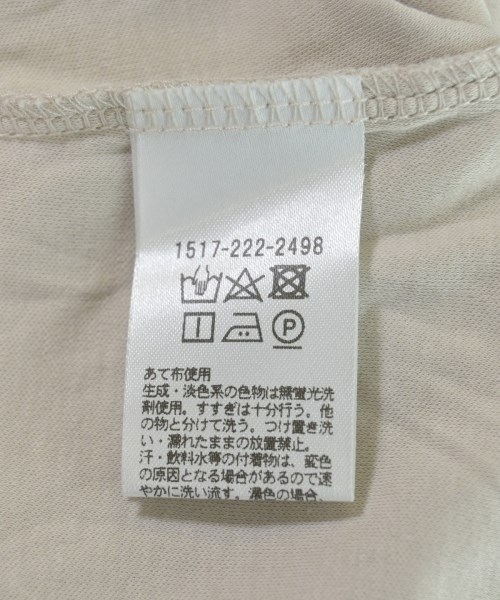 1517-222-2498
P
あて布使用
生成・淡色系の色物は無蛍光洗
剤使用。すすぎは十分行う。他
の物と分けて洗う。つけ置き洗
い・濡れたままの放置禁止。
汗・飲料水等の付着物は、変色
の原因となる場合があるので速
やかに洗い流す。濃色の場合、